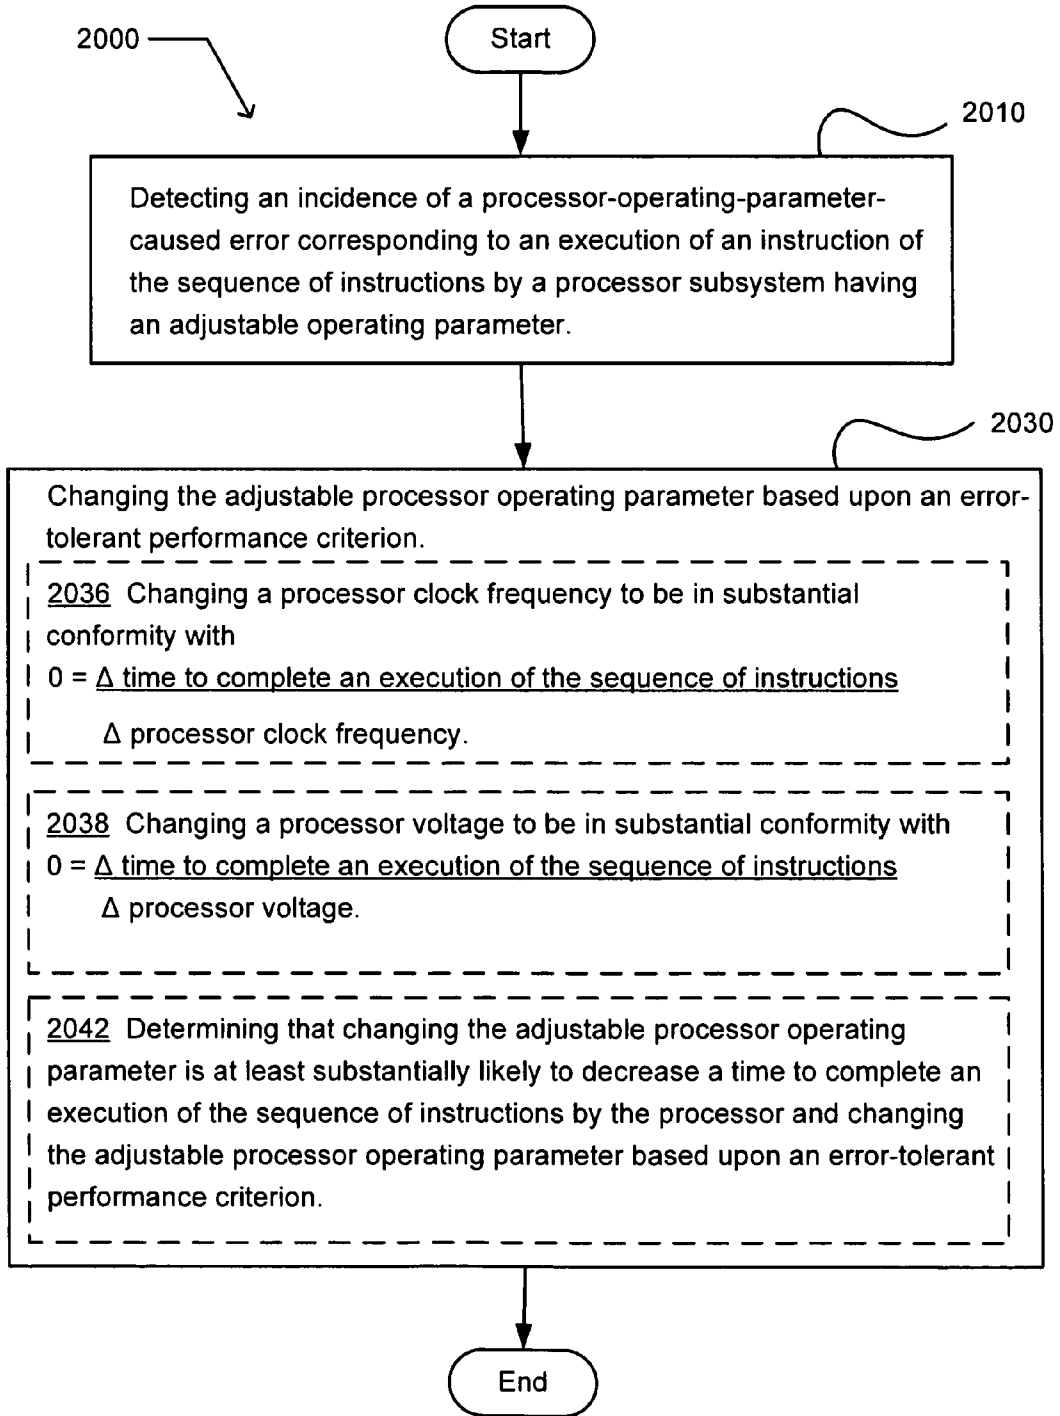 2000
Start
2010
Detecting an incidence of a processor-operating-parameter-
caused error corresponding to an execution of an instruction of
the sequence of instructions by a processor subsystem having
an adjustable operating parameter.
2030
Changing the adjustable processor operating parameter based upon an error-
tolerant performance criterion.
2036 Changing a processor clock frequency to be in substantial
conformity with
0 = Δ time to complete an execution of the sequence of instructions
Δ processor clock frequency.
2038 Changing a processor voltage to be in substantial conformity with
0 = Δ time to complete an execution of the sequence of instructions
Δ processor voltage.
2042 Determining that changing the adjustable processor operating
parameter is at least substantially likely to decrease a time to complete an
execution of the sequence of instructions by the processor and changing
the adjustable processor operating parameter based upon an error-tolerant
performance criterion.
End